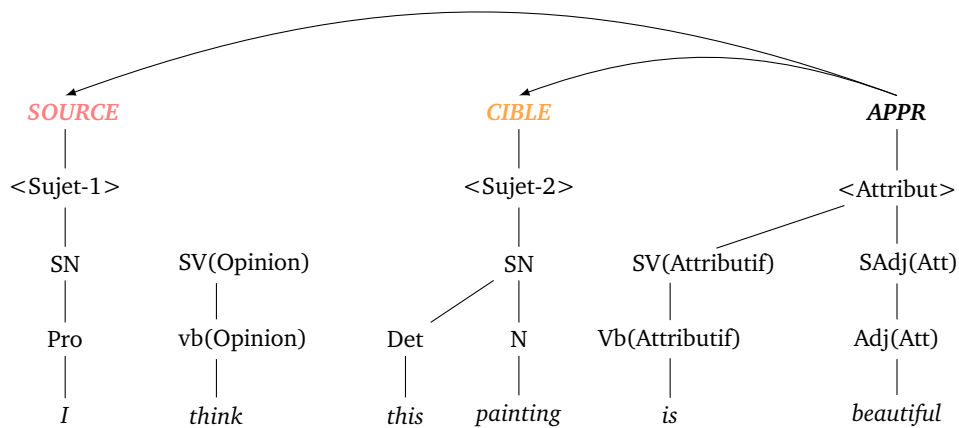 SOURCE CIBLE APPR
<Sujet-1> <Sujet-2> <Attribut>
SN SV(Opinion) SN SV(Attributif) SAdj(Att)
Pro vb(Opinion) Det N Vb(Attributif) Adj(Att)
I think this painting is beautiful